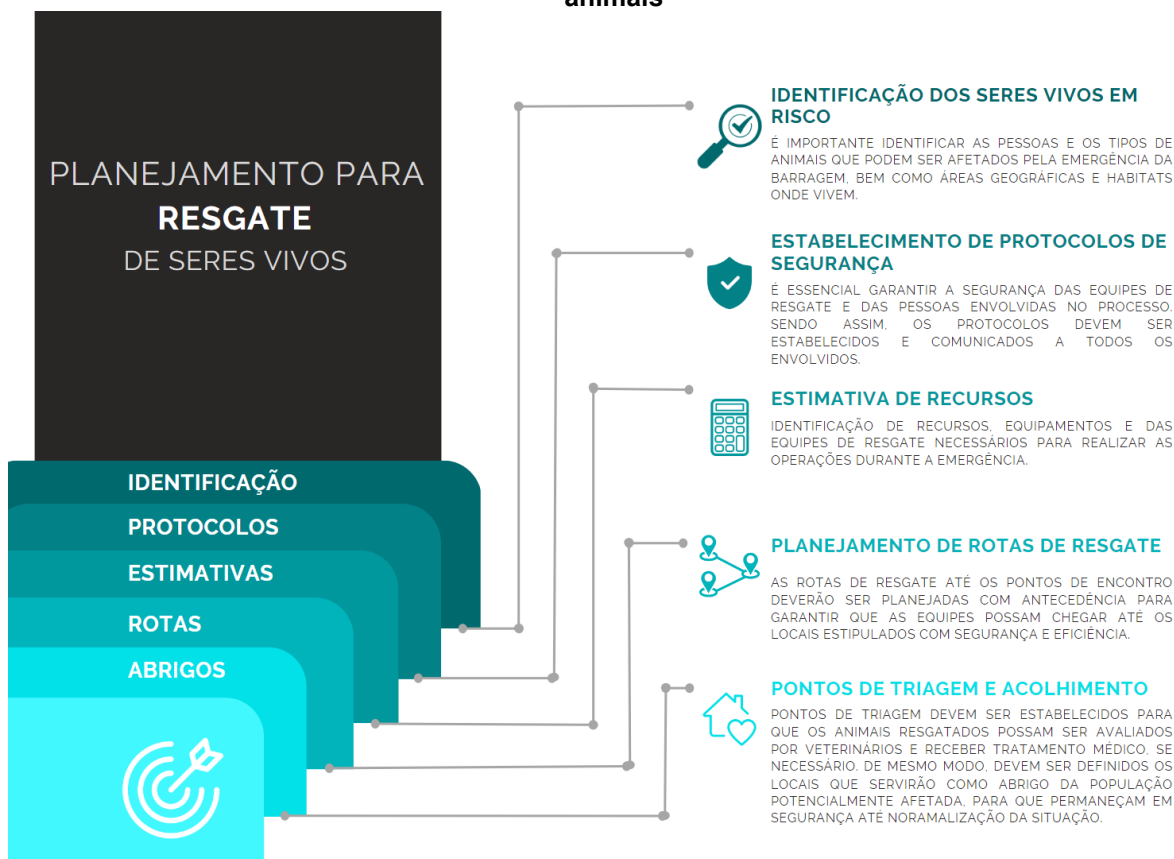 animais
PLANEJAMENTO PARA
RESGATE
DE SERES VIVOS
IDENTIFICAÇÃO
PROTOCOLOS
ESTIMATIVAS
ROTAS
ABRIGOS
IDENTIFICAÇÃO DOS SERES VIVOS EM
RISCO
É IMPORTANTE IDENTIFICAR AS PESSOAS E OS TIPOS DE
ANIMAIS QUE PODEM SER AFETADOS PELA EMERGÊNCIA DA
BARRAGEM, BEM COMO ÁREAS GEOGRÁFICAS E HABITATS
ONDE VIVEM.
ESTABELECIMENTO DE PROTOCOLOS DE
SEGURANÇA
É ESSENCIAL GARANTIR A SEGURANÇA DAS EQUIPES DE
RESGATE E DAS PESSOAS ENVOLVIDAS NO PROCESSO.
SENDO ASSIM, OS PROTOCOLOS DEVEM SER
ESTABELECIDOS E COMUNICADOS A TODOS OS
ENVOLVIDOS.
ESTIMATIVA DE RECURSOS
IDENTIFICAÇÃO DE RECURSOS, EQUIPAMENTOS E DAS
EQUIPES DE RESGATE NECESSÁRIOS PARA REALIZAR AS
OPERAÇÕES DURANTE A EMERGÊNCIA.
PLANEJAMENTO DE ROTAS DE RESGATE
AS ROTAS DE RESGATE ATÉ OS PONTOS DE ENCONTRO
DEVERÃO SER PLANEJADAS COM ANTECEDÊNCIA PARA
GARANTIR QUE AS EQUIPES POSSAM CHEGAR ATÉ OS
LOCAIS ESTIPULADOS COM SEGURANÇA E EFICIÊNCIA.
PONTOS DE TRIAGEM E ACOLHIMENTO
PONTOS DE TRIAGEM DEVEM SER ESTABELECIDOS PARA
QUE OS ANIMAIS RESGATADOS POSSAM SER AVALIADOS
POR VETERINÁRIOS E RECEBER TRATAMENTO MÉDICO, SE
NECESSÁRIO. DE MESMO MODO, DEVEM SER DEFINIDOS OS
LOCAIS QUE SERVIRÃO COMO ABRIGO DA POPULAÇÃO
POTENCIALMENTE AFETADA, PARA QUE PERMANEÇAM EM
SEGURANÇA ATÉ NORAMALIZAÇÃO DA SITUAÇÃO.